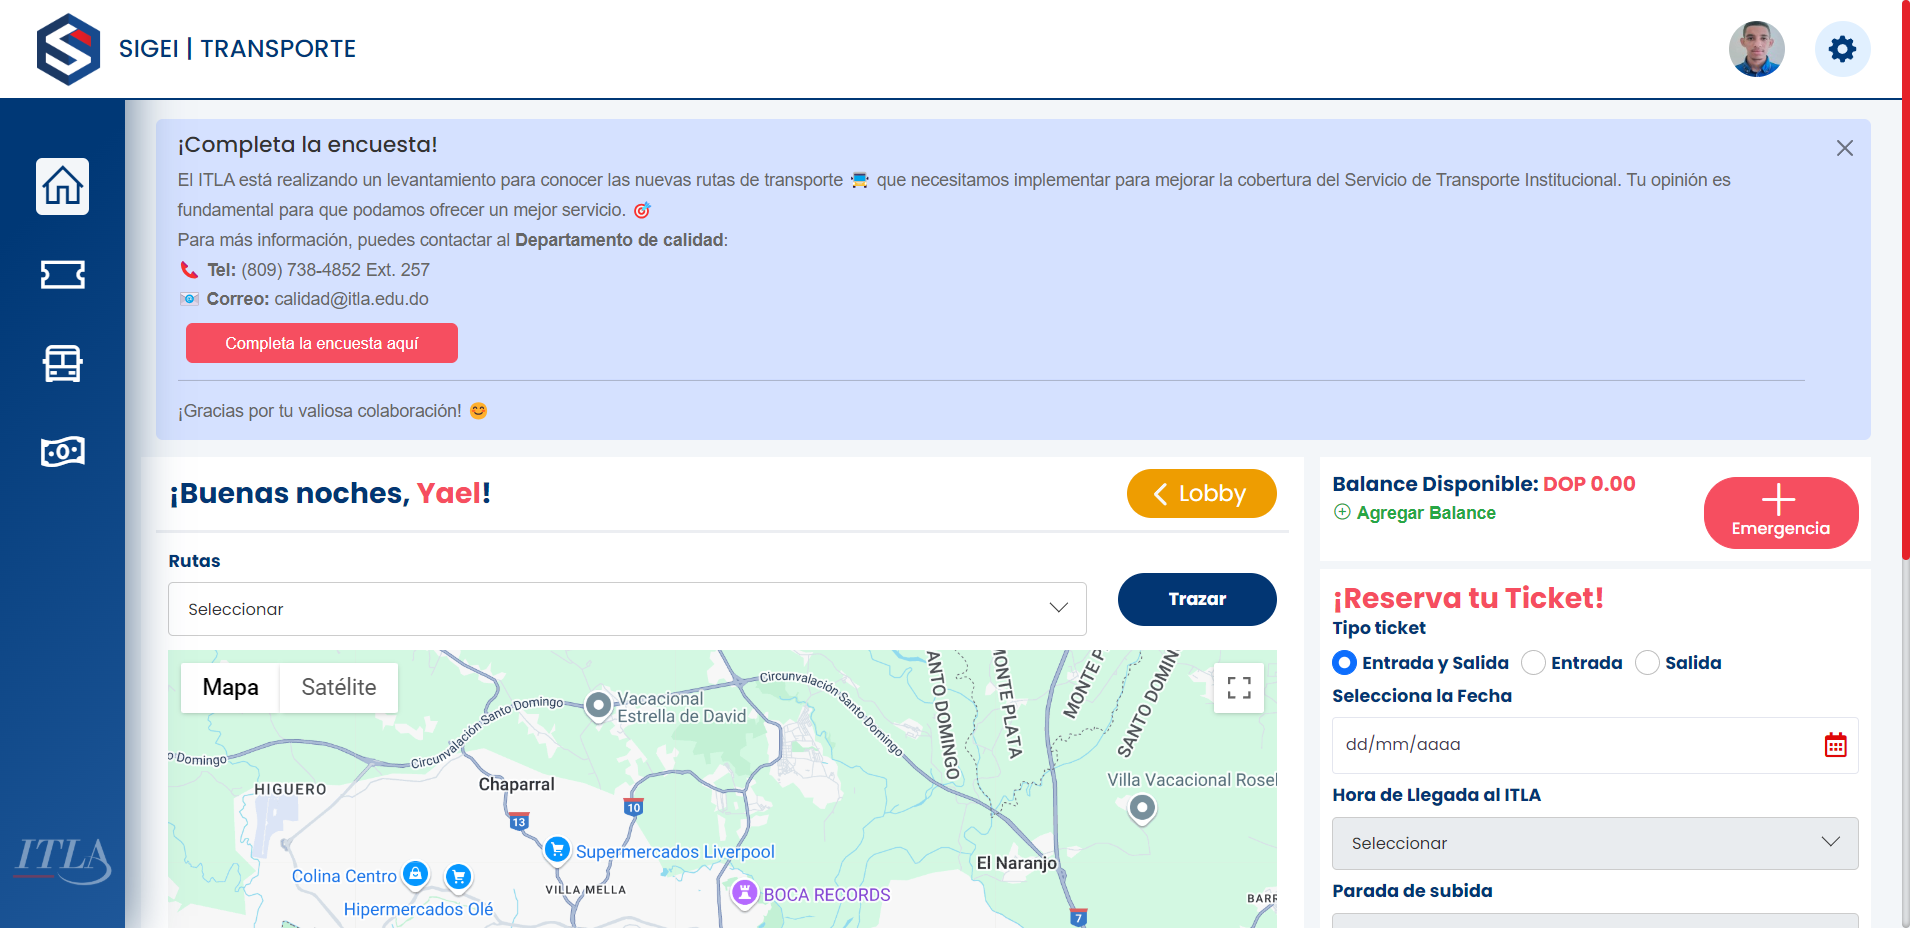 SIGEI | TRANSPORTE
¡Completa la encuesta!
El ITLA está realizando un levantamiento para conocer las nuevas rutas de transporte 🚍 que necesitamos implementar para mejorar la cobertura del Servicio de Transporte Institucional. Tu opinión es
fundamental para que podamos ofrecer un mejor servicio. 🎯
Para más información, puedes contactar al Departamento de calidad:
📞 Tel: (809) 738-4852 Ext. 257
📧 Correo: calidad@itla.edu.do
Completa la encuesta aquí
¡Gracias por tu valiosa colaboración! 😊
¡Buenas noches, Yael!
Lobby
Rutas
Seleccionar
Trazar
Mapa
Satélite
Vacacional
Estrella de David
Circunvalación Santo Domingo
Circunvalación Santo Domingo
o Domingo
ANTO DOMINGO
MONTE PLATA
MONTE P
SANTO DOMIN
Villa Vacacional Rosel
HIGUERO
Chaparral
10
13
Supermercados Liverpool
El Naranjo
Colina Centro
VILLA MELLA
BOCA RECORDS
BARR
Hipermercados Olé
7
Balance Disponible: DOP 0.00
Agregar Balance
Emergencia
¡Reserva tu Ticket!
Tipo ticket
Entrada y Salida
Entrada
Salida
Selecciona la Fecha
dd/mm/aaaa
Hora de Llegada al ITLA
Seleccionar
Parada de subida
ITLA